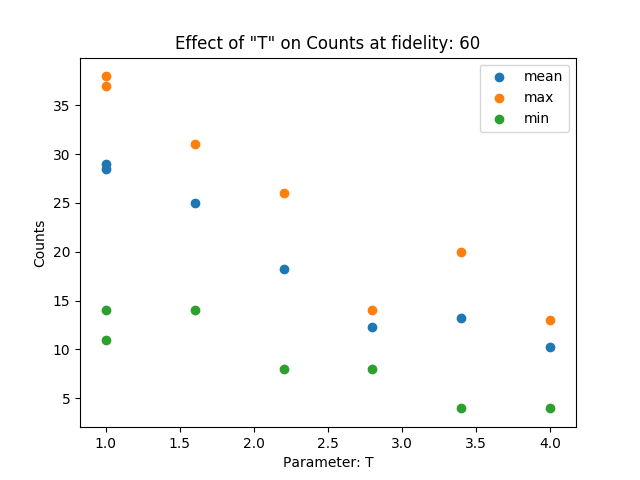 Effect of "T" on Counts at fidelity: 60
mean
max
min
Counts
35
30
25
20
15
10
5
1.0 1.5 2.0 2.5 3.0 3.5 4.0
Parameter: T